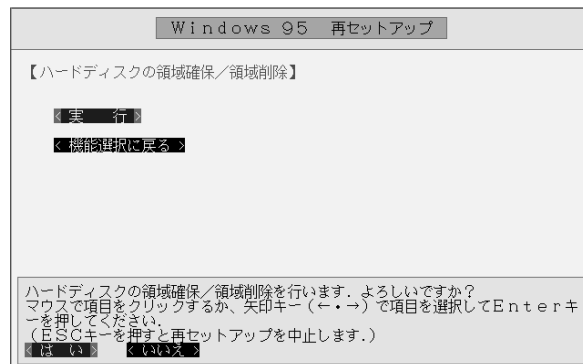 Windows 95 再セットアップ
【ハードディスクの領域確保/領域削除】
<実 行>
<機能選択に戻る>
ハードディスクの領域確保/領域削除を行います.よろしいですか?
マウスで項目をクリックするか、矢印キー(←・→)で項目を選択してEnterキ
ーを押してください.
(ESCキーを押すと再セットアップを中止します.)
<は い> <いいえ>